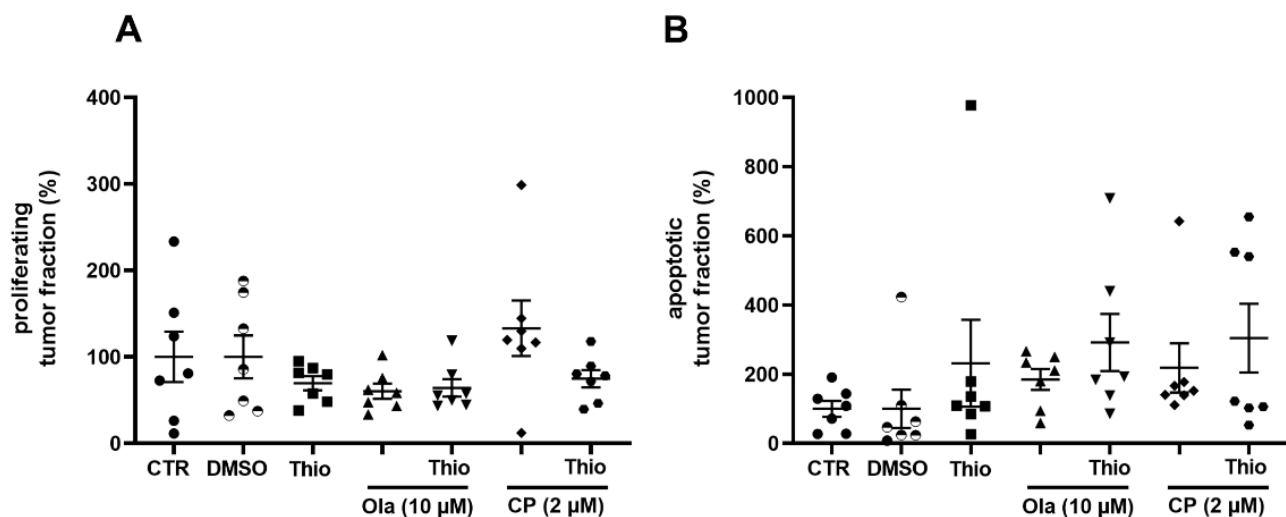 A
proliferating
tumor fraction (%)
400
300
200
100
0
CTR
DMSO
Thio
Thio
Thio
Ola (10 µM)
CP (2 µM)
B
apoptotic
tumor fraction (%)
1000
800
600
400
200
0
CTR
DMSO
Thio
Thio
Thio
Ola (10 µM)
CP (2 µM)